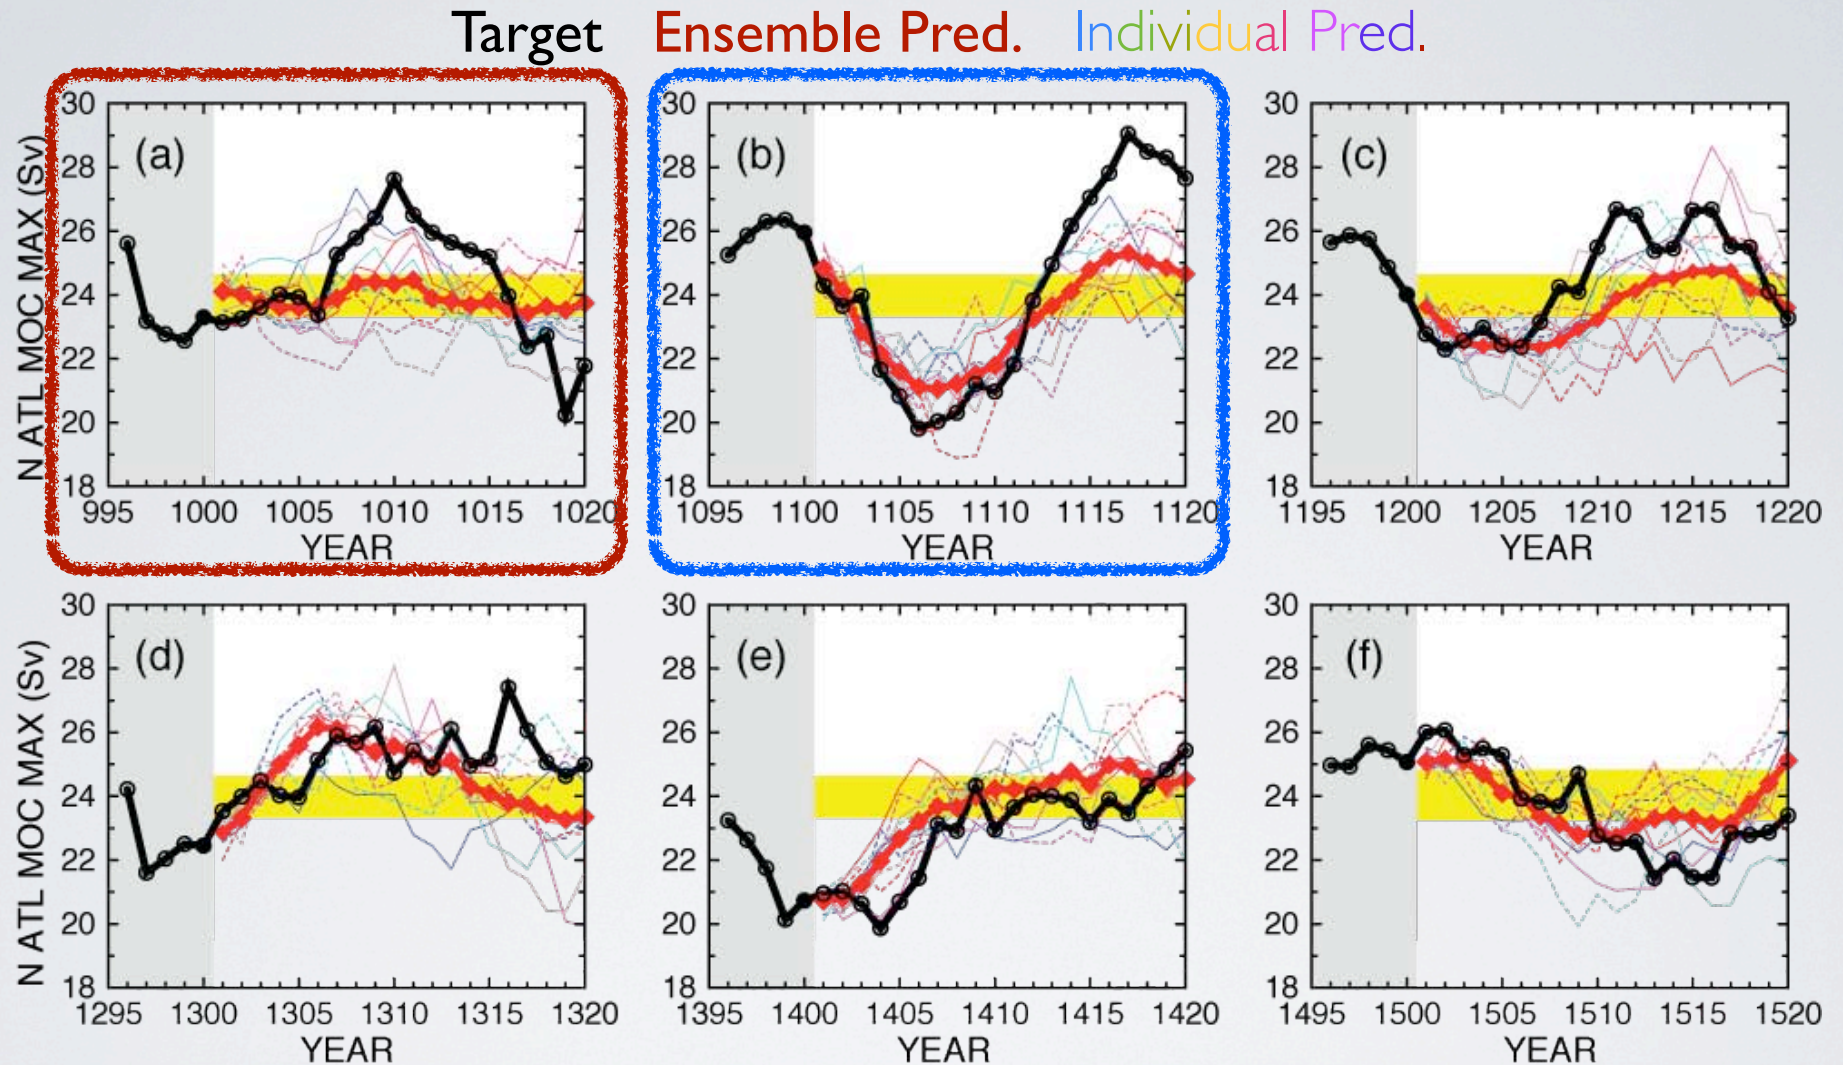 Target Ensemble Pred. Individual Pred.
N ATL MOC MAX (Sv)
30
28
26
24
22
20
18
(a)
995 1000 1005 1010 1015 1020
YEAR
30
28
26
24
22
20
18
(b)
1095 1100 1105 1110 1115 1120
YEAR
30
28
26
24
22
20
18
(c)
1195 1200 1205 1210 1215 1220
YEAR
N ATL MOC MAX (Sv)
30
28
26
24
22
20
18
(d)
1295 1300 1305 1310 1315 1320
YEAR
30
28
26
24
22
20
18
(e)
1395 1400 1405 1410 1415 1420
YEAR
30
28
26
24
22
20
18
(f)
1495 1500 1505 1510 1515 1520
YEAR